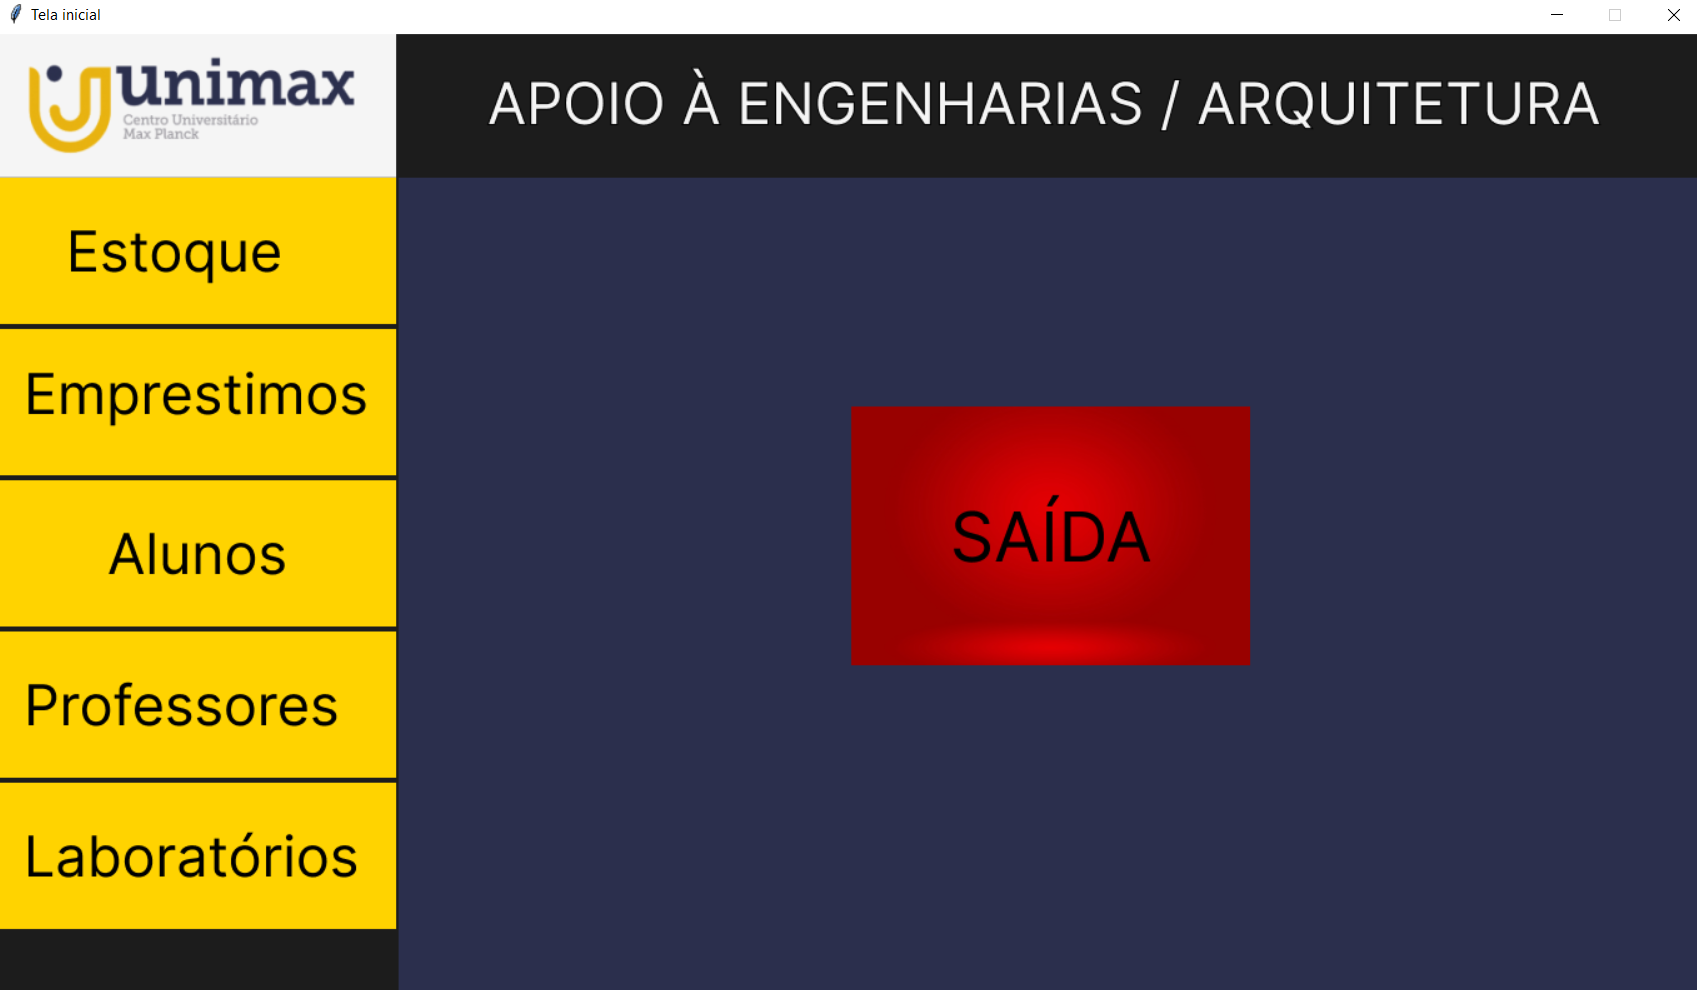 Tela inicial
unimax
Centro Universitário
Max Planck
APOIO À ENGENHARIAS / ARQUITETURA
Estoque
Emprestimos
Alunos
Professores
Laboratórios
SAÍDA